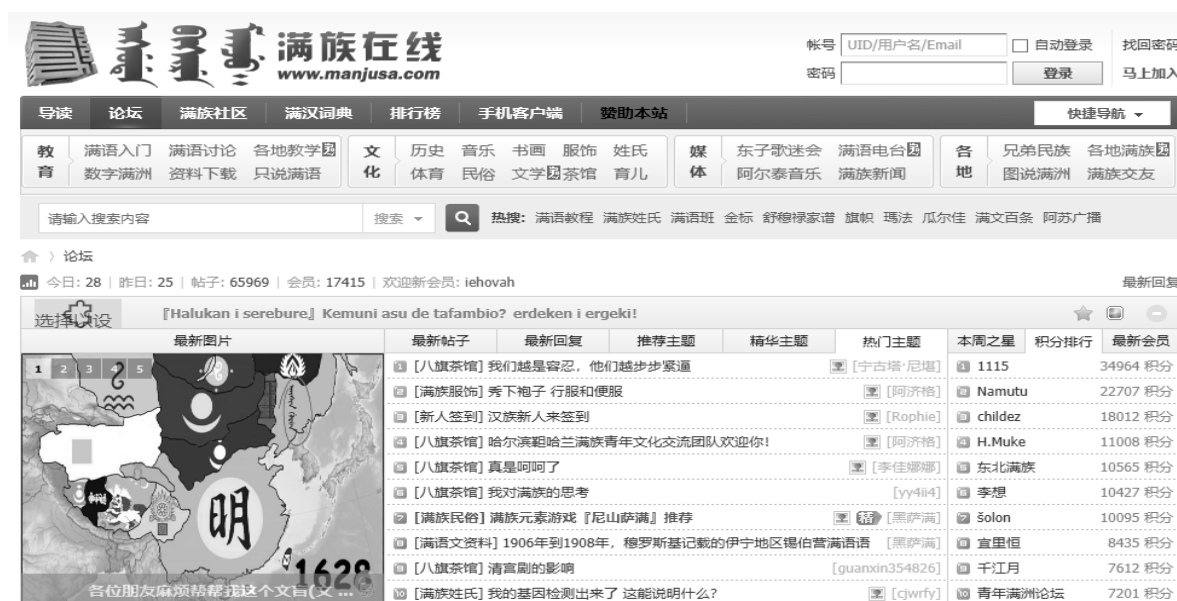 满族在线
www.manjusa.com
帐号 UID/用户名/Email 自动登录 找回密码
密码 登录 马上加入
导读 论坛 满族社区 满汉词典 排行榜 手机客户端 赞助本站 快捷导航
教育 满语入门 满语讨论 各地教学 文化 历史 音乐 书画 服饰 姓氏 媒体 东子歌迷会 满语电台 各地 兄弟民族 各地满族
数字满洲 资料下载 只说满语 体育 民俗 文学 茶馆 育儿 阿尔泰音乐 满族新闻 图说满洲 满族交友
请输入搜索内容 搜索 热搜: 满语教程 满族姓氏 满语班 金标 舒穆禄家谱 旗帜 瑪法 瓜尔佳 满文百条 阿苏广播
论坛
今日: 28 | 昨日: 25 | 帖子: 65969 | 会员: 17415 | 欢迎新会员: iehovah 最新回复
『Halukan i serebure』 Kemuni asu de tafambio? erdeken i ergeki!
最新图片 最新帖子 最新回复 推荐主题 精华主题 热门主题 本周之星 积分排行 最新会员
1 2 3 4 5
明
1628
各位朋友麻烦帮帮我这个文盲(文 ...
1 [八旗茶馆] 我们越是容忍，他们越步步紧逼 [宁古塔·尼堪] 1 1115 34964 积分
2 [满族服饰] 秀下袍子 行服和便服 [阿济格] 2 Namutu 22707 积分
3 [新人签到] 汉族新人来签到 [Rophie] 3 childez 18012 积分
4 [八旗茶馆] 哈尔滨靰哈兰满族青年文化交流团队欢迎你! [阿济格] 4 H.Muke 11008 积分
5 [八旗茶馆] 真是呵呵了 [李佳娜娜] 5 东北满族 10565 积分
6 [八旗茶馆] 我对满族的思考 [yy4ii4] 6 李想 10427 积分
7 [满族民俗] 满族元素游戏『尼山萨满』推荐 精 [黑萨满] 7 šolon 10095 积分
8 [满语文资料] 1906年到1908年，穆罗斯基记载的伊宁地区锡伯营满语语 [黑萨满] 8 宜里恒 8435 积分
9 [八旗茶馆] 清宫剧的影响 [guanxin354826] 9 千江月 7612 积分
10 [满族姓氏] 我的基因检测出来了 这能说明什么? [cjwrfy] 10 青年满洲论坛 7201 积分